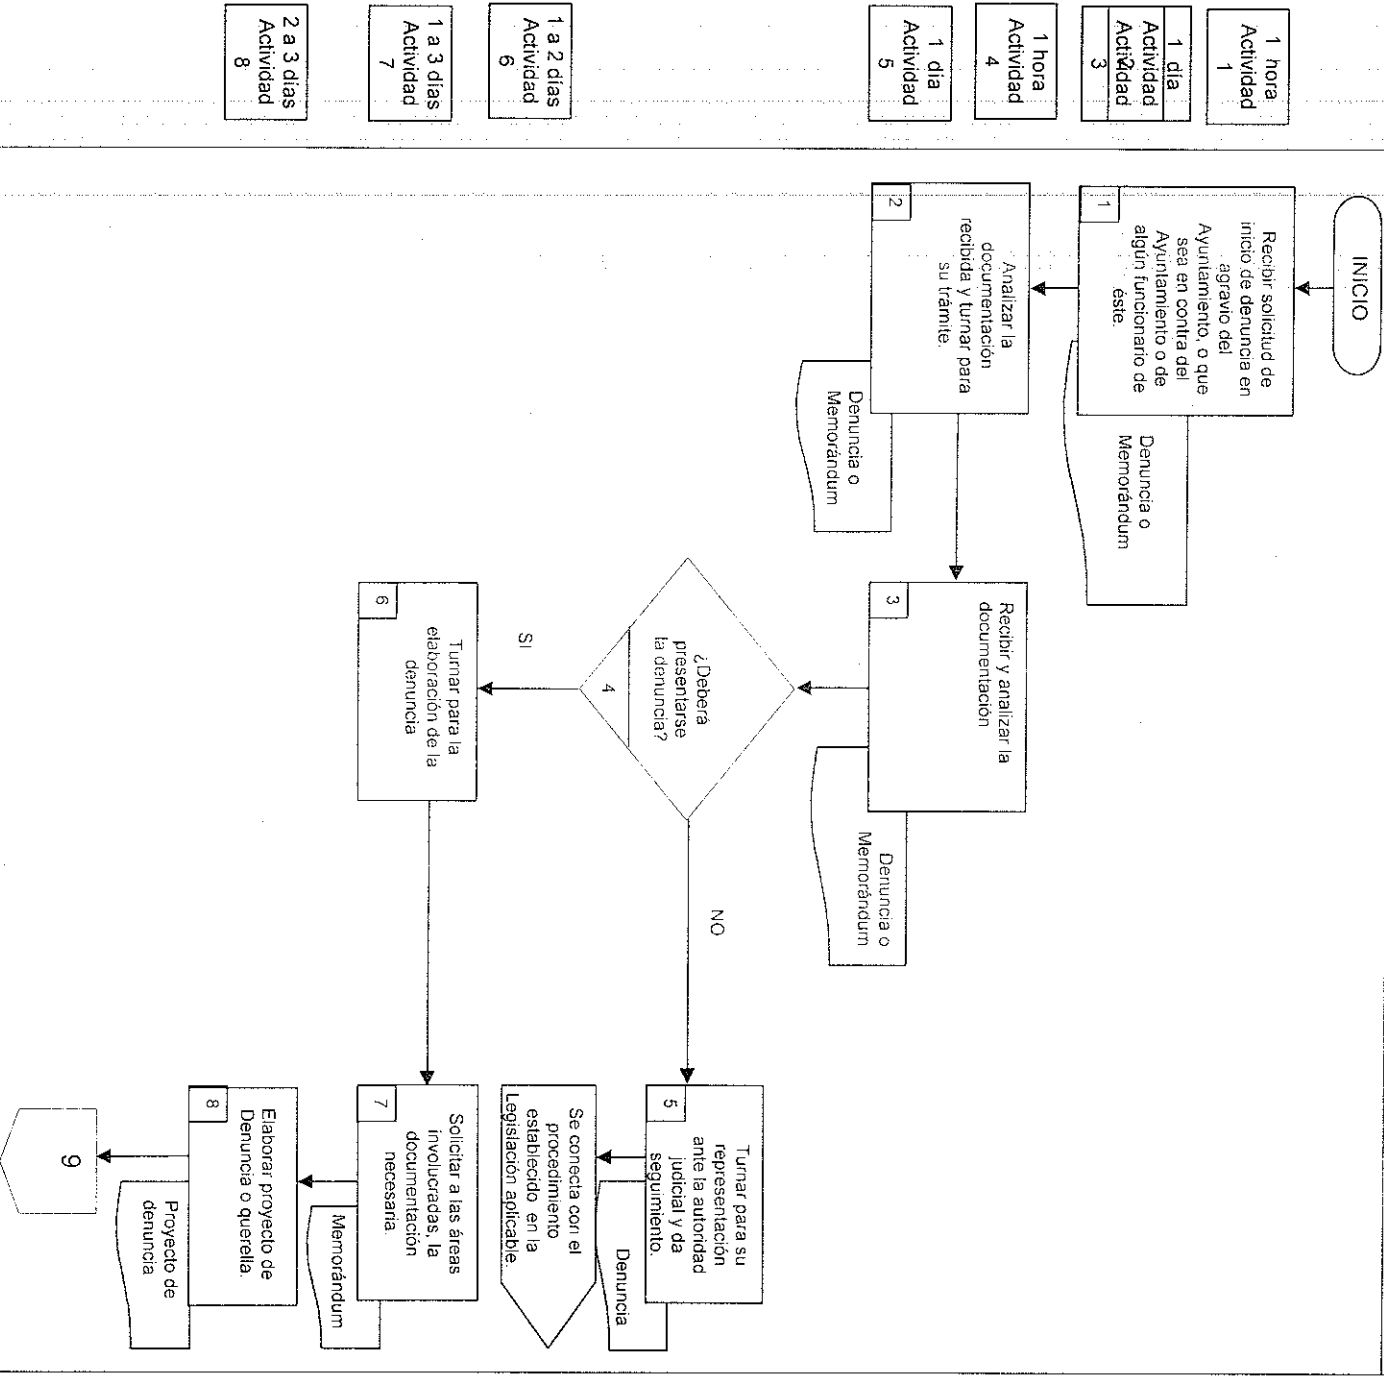 1 hora
Actividad
1
1 día
Actividad
2
Actividad
3
1 hora
Actividad
4
1 día
Actividad
5
1 a 2 días
Actividad
6
1 a 3 días
Actividad
7
2 a 3 días
Actividad
8
INICIO
Recibir solicitud de
inicio de denuncia en
agravio del
Ayuntamiento, o que
sea en contra del
Ayuntamiento o de
algún funcionario de
éste.
1
Denuncia o
Memorándum
Analizar la
documentación
recibida y turnar para
su trámite.
2
Denuncia o
Memorándum
Recibir y analizar la
documentación
3
Denuncia o
Memorándum
¿Deberá
presentarse
la denuncia?
4
SI
NO
Turnar para su
representación
ante la autoridad
judicial y da
seguimiento.
5
Denuncia
Se conecta con el
procedimiento
establecido en la
Legislación aplicable.
Turnar para la
elaboración de la
denuncia
6
Solicitar a las áreas
involucradas, la
documentación
necesaria.
7
Memorándum
Elaborar proyecto de
Denuncia o querella.
8
Proyecto de
denuncia
9